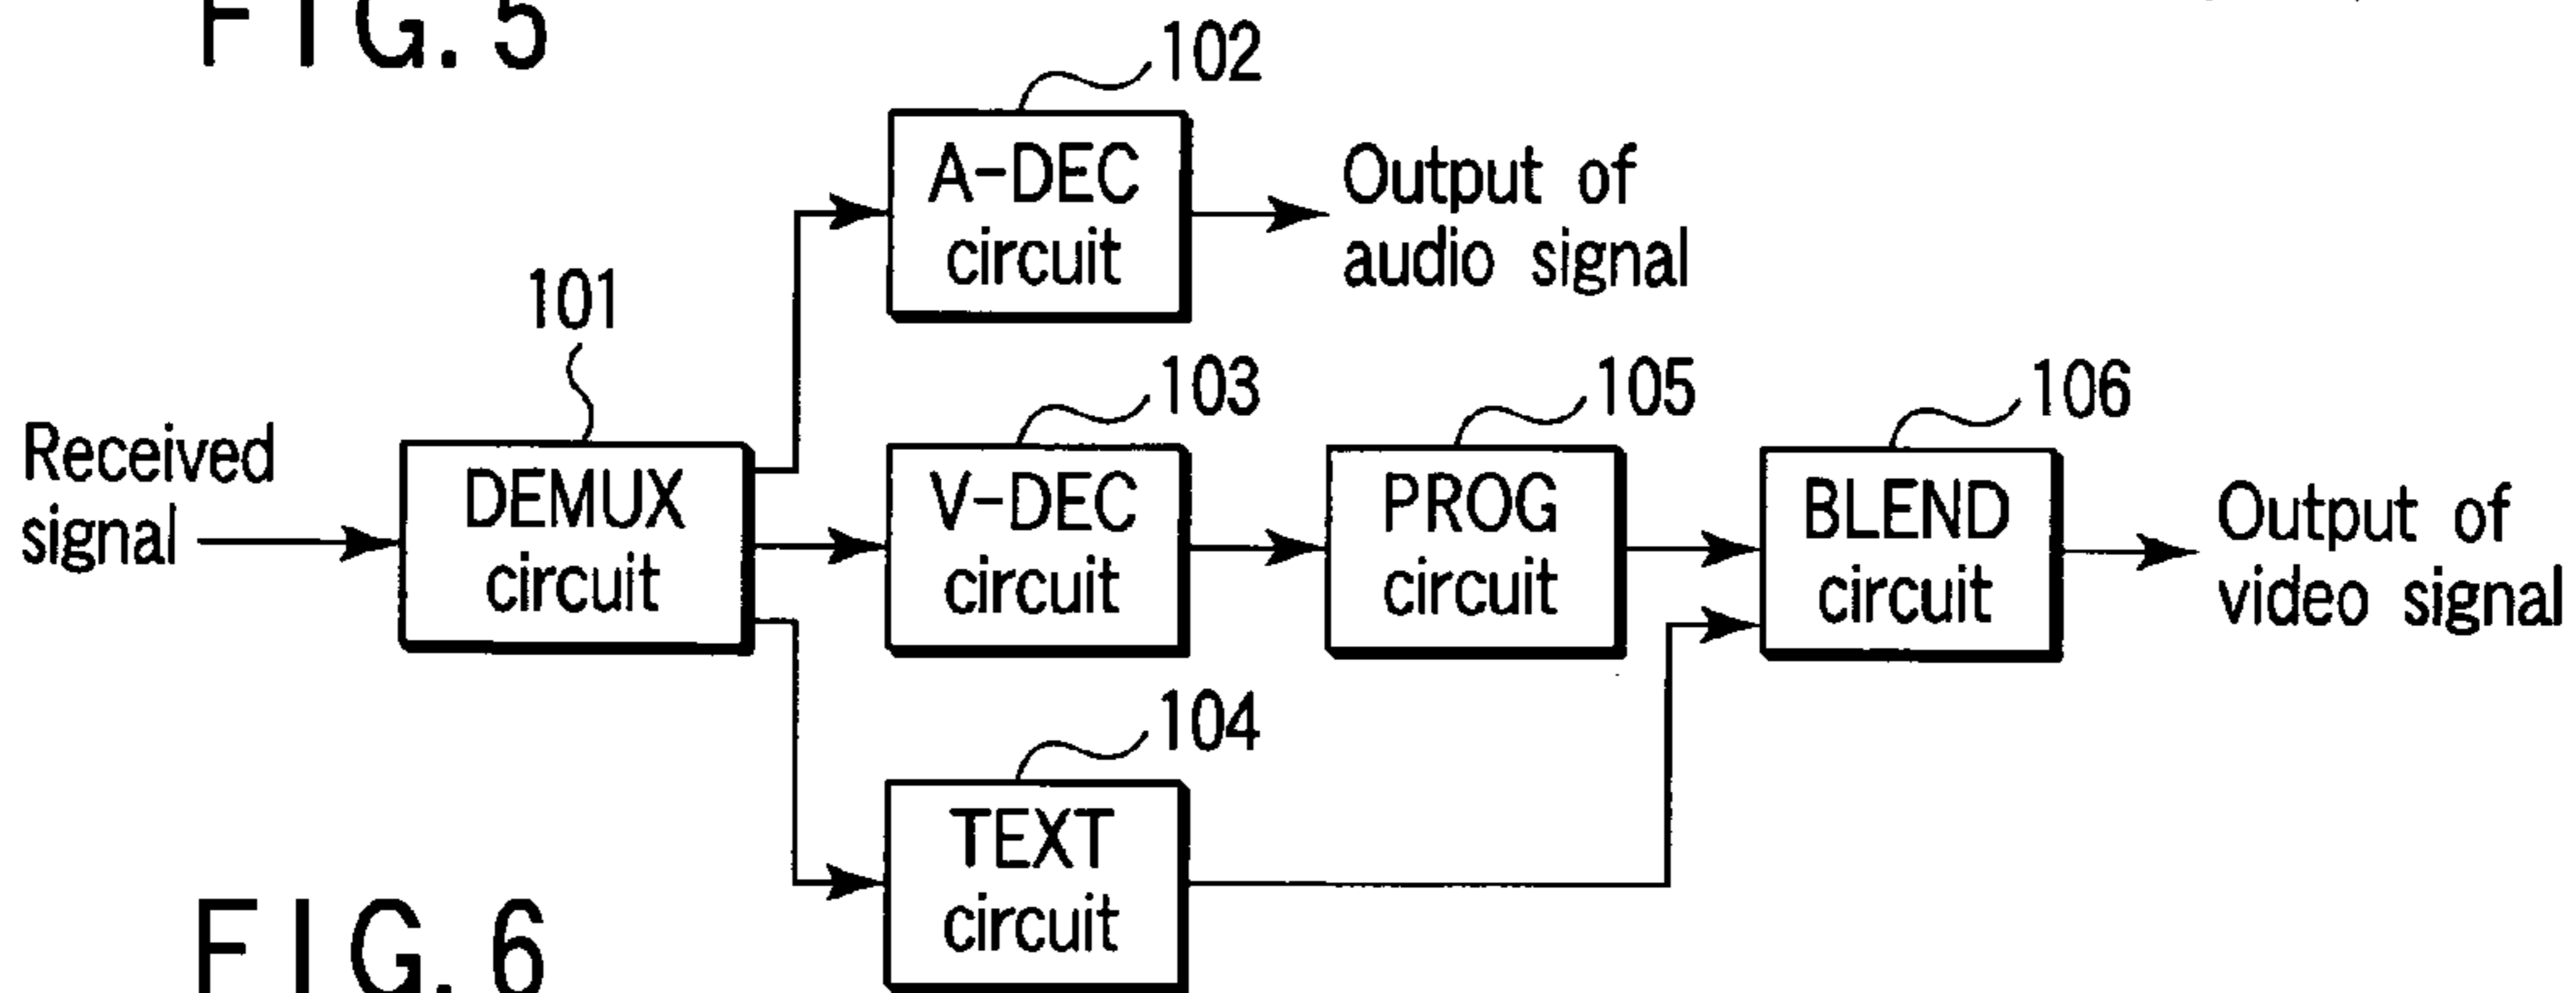 FIG. 5
102
A-DEC
circuit
Output of
audio signal
101
Received
signal
DEMUX
circuit
103
V-DEC
circuit
105
PROG
circuit
106
BLEND
circuit
Output of
video signal
104
TEXT
circuit
FIG. 6